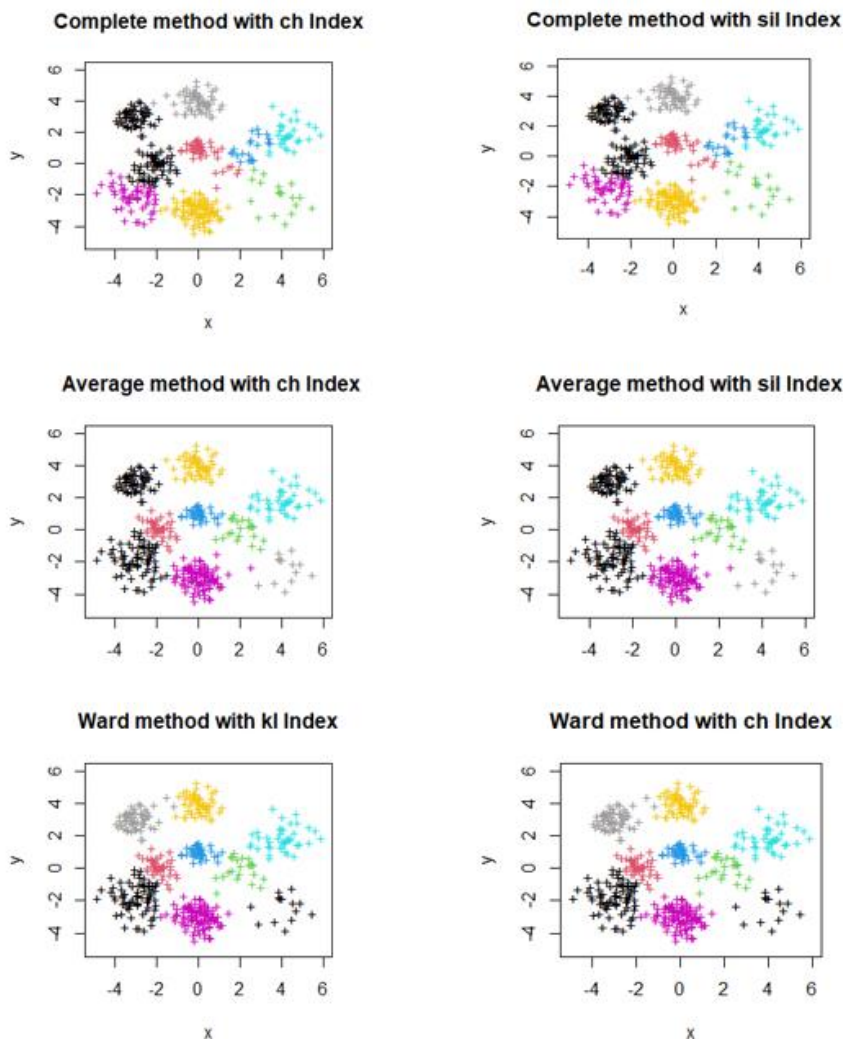 Complete method with ch Index
Complete method with sil Index
6
4
2
0
-2
-4
y
-4 -2 0 2 4 6
x
6
4
2
0
-2
-4
y
-4 -2 0 2 4 6
x
Average method with ch Index
Average method with sil Index
6
4
2
0
-2
-4
y
-4 -2 0 2 4 6
x
6
4
2
0
-2
-4
y
-4 -2 0 2 4 6
x
Ward method with kl Index
Ward method with ch Index
6
4
2
0
-2
-4
y
-4 -2 0 2 4 6
x
6
4
2
0
-2
-4
y
-4 -2 0 2 4 6
x